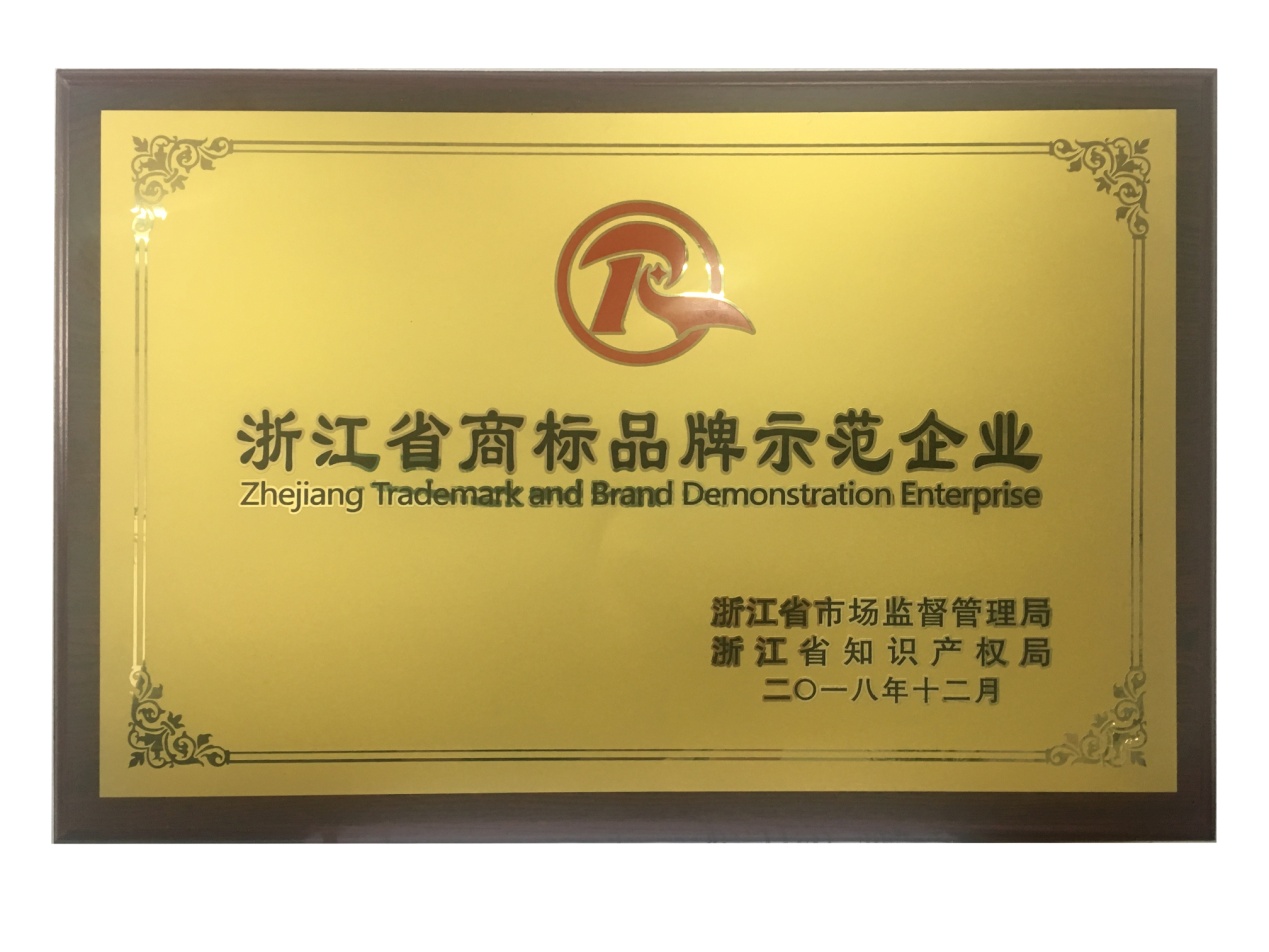 浙江省商标品牌示范企业
Zhejiang Trademark and Brand Demonstration Enterprise
浙江省市场监督管理局
浙江省知识产权局
二〇一八年十二月